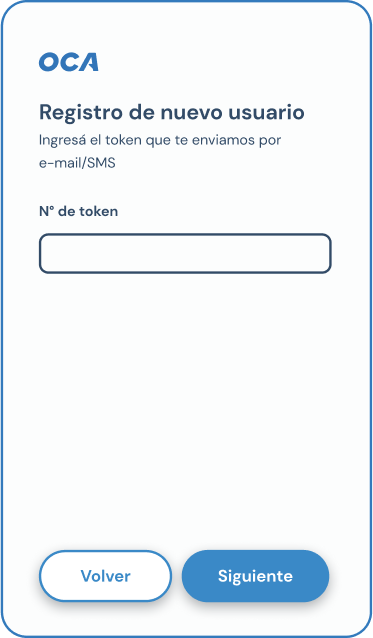 OCA
Registro de nuevo usuario
Ingresá el token que te enviamos por
e-mail/SMS
N° de token
Volver
Siguiente